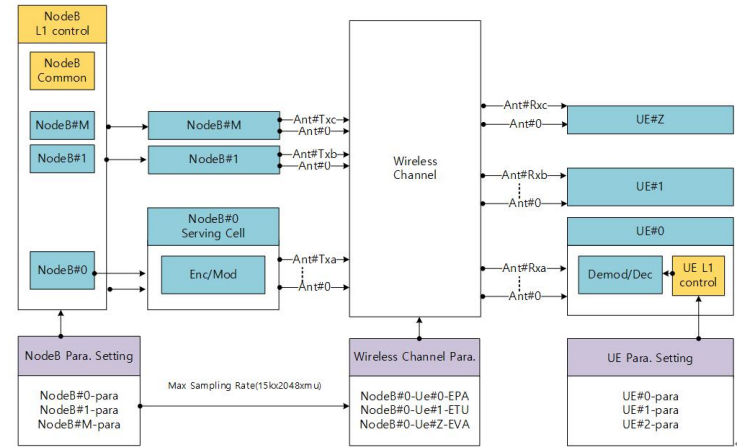 NodeB
L1 control
NodeB
Common
NodeB#M
NodeB#1
NodeB#0
NodeB#M
NodeB#1
NodeB#0
Serving Cell
Enc/Mod
Ant#Txc
Ant#0
Ant#Txb
Ant#0
Ant#Txa
Ant#0
Wireless
Channel
Ant#Rxc
Ant#0
Ant#Rxb
Ant#0
Ant#Rxa
Ant#0
UE#Z
UE#1
UE#0
Demod/Dec
UE L1
control
NodeB Para. Setting
NodeB#0-para
NodeB#1-para
NodeB#M-para
Max Sampling Rate(15kx2048xmu)
Wireless Channel Para.
NodeB#0-Ue#0-EPA
NodeB#0-Ue#1-ETU
NodeB#0-Ue#Z-EVA
UE Para. Setting
UE#0-para
UE#1-para
UE#2-para